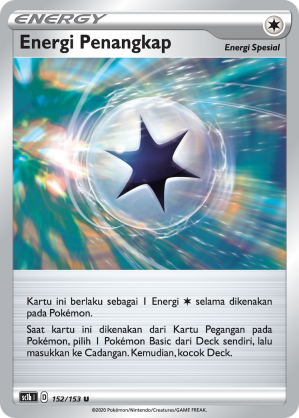 ENERGY
Energi Penangkap
Energi Spesial
Kartu ini berlaku sebagai 1 Energi selama dikenakan
pada Pokémon.
Saat kartu ini dikenakan dari Kartu Pegangan pada
Pokémon, pilih 1 Pokémon Basic dari Deck sendiri, lalu
masukkan ke Cadangan. Kemudian, kocok Deck.
sc1b I D 152/153 U
©2020 Pokémon/Nintendo/Creatures/GAME FREAK.